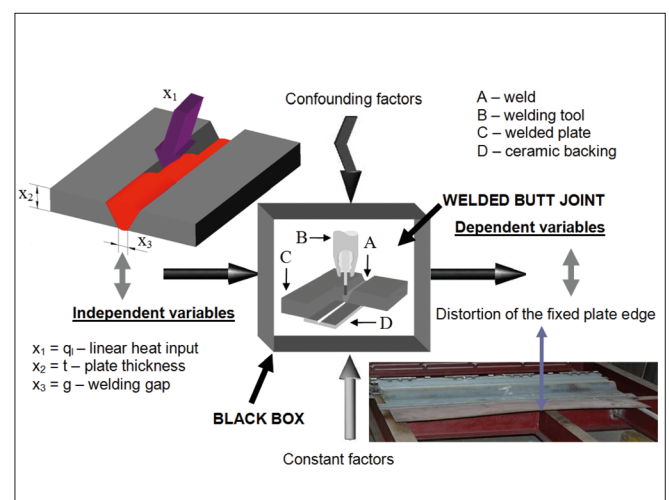 x₁
x₂
x₃
Confounding factors
A – weld
B – welding tool
C – welded plate
D – ceramic backing
WELDED BUTT JOINT
Dependent variables
B
A
C
D
Independent variables
Distortion of the fixed plate edge
x₁ = qₗ – linear heat input
x₂ = t – plate thickness
x₃ = g – welding gap
BLACK BOX
Constant factors